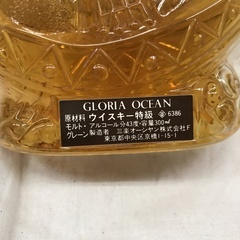 GLORIA OCEAN
原材料 ウイスキー特級 ㊕ 6386
モルト・アルコール分43度・容量300ml
グレーン製造者 三楽オーシャン株式会社F
東京都中央区京橋1-15-1